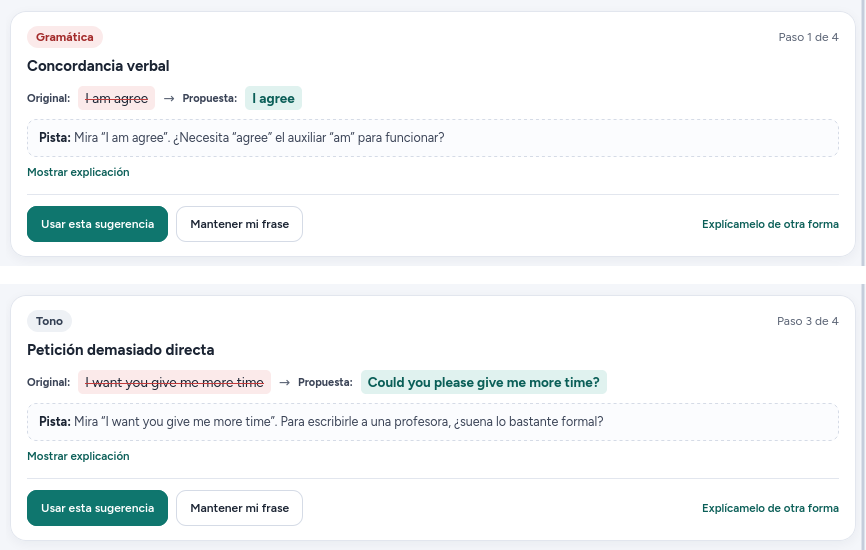 Gramática Paso 1 de 4
Concordancia verbal
Original: I am agree → Propuesta: I agree
Pista: Mira “I am agree”. ¿Necesita “agree” el auxiliar “am” para funcionar?
Mostrar explicación
Usar esta sugerencia Mantener mi frase Explícamelo de otra forma
Tono Paso 3 de 4
Petición demasiado directa
Original: I want you give me more time → Propuesta: Could you please give me more time?
Pista: Mira “I want you give me more time”. Para escribirle a una profesora, ¿suena lo bastante formal?
Mostrar explicación
Usar esta sugerencia Mantener mi frase Explícamelo de otra forma